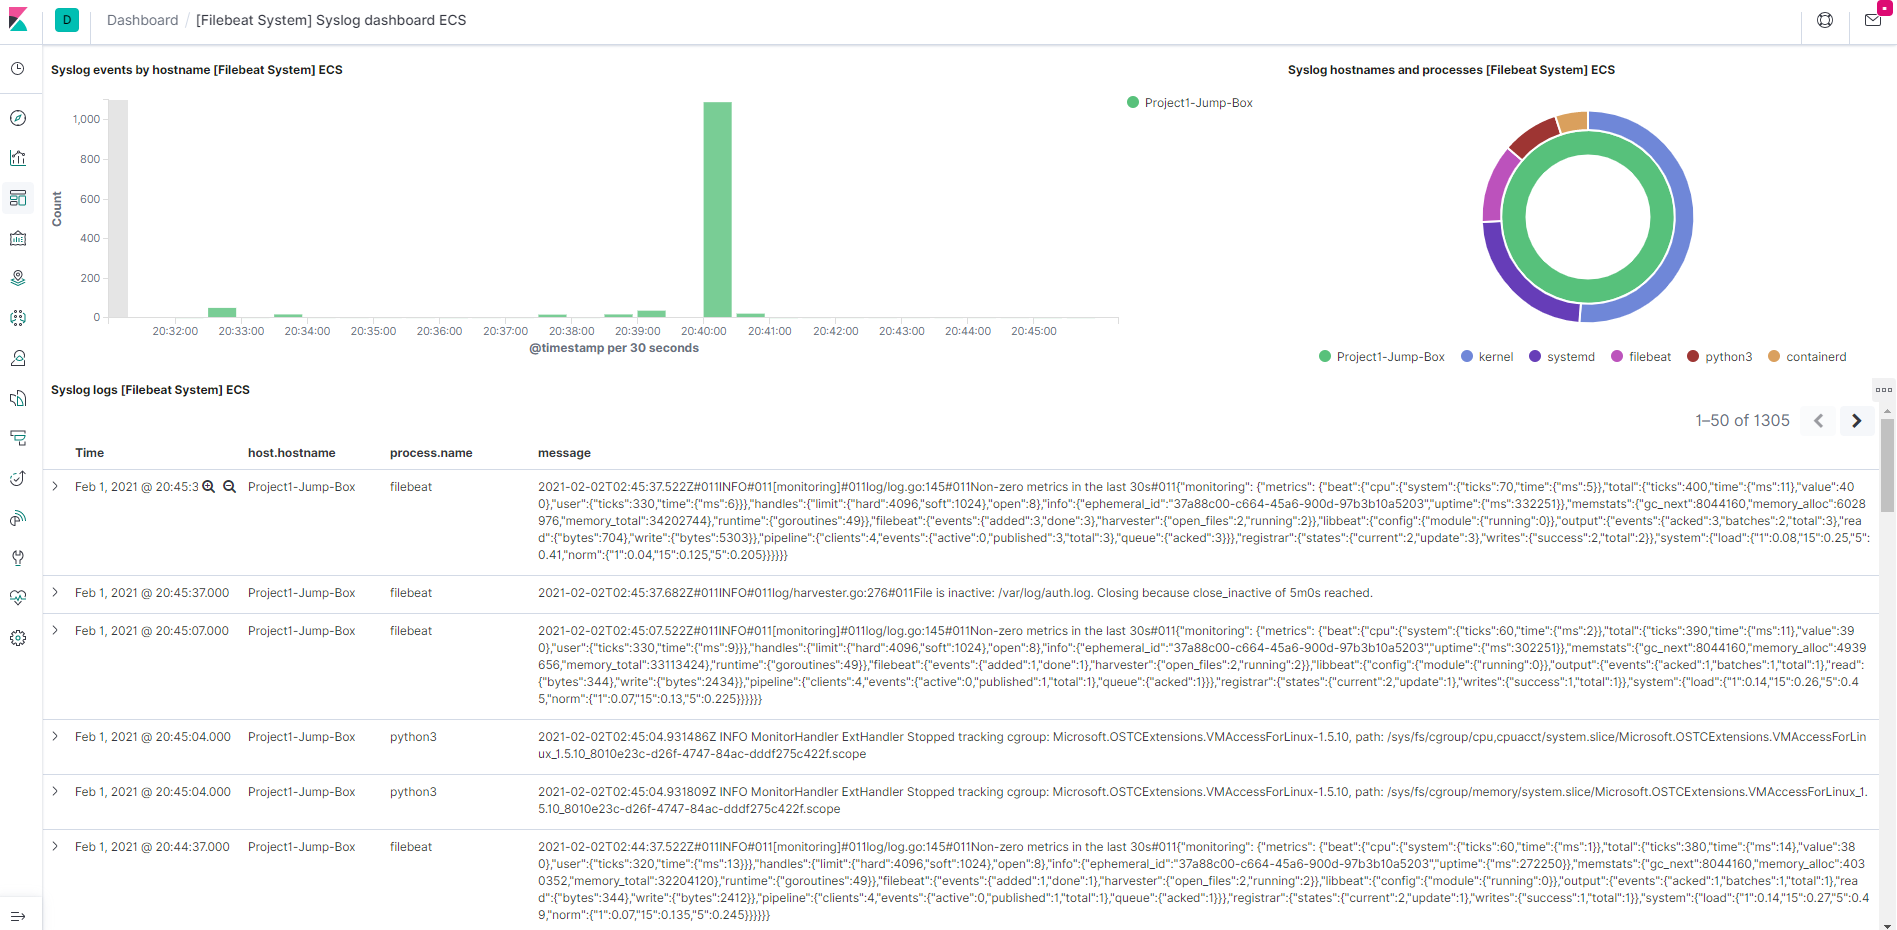 D Dashboard / [Filebeat System] Syslog dashboard ECS
Syslog events by hostname [Filebeat System] ECS
1,000
800
600
400
200
0
Count
20:32:00 20:33:00 20:34:00 20:35:00 20:36:00 20:37:00 20:38:00 20:39:00 20:40:00 20:41:00 20:42:00 20:43:00 20:44:00 20:45:00
@timestamp per 30 seconds
Project1-Jump-Box
Syslog hostnames and processes [Filebeat System] ECS
Project1-Jump-Box kernel systemd filebeat python3 containerd
Syslog logs [Filebeat System] ECS
1–50 of 1305
Time host.hostname process.name message
Feb 1, 2021 @ 20:45:3 Project1-Jump-Box filebeat 2021-02-02T02:45:37.522Z#011INFO#011[monitoring]#011log/log.go:145#011Non-zero metrics in the last 30s#011{"monitoring": {"metrics": {"beat":{"cpu":{"system":{"ticks":70,"time":{"ms":5}},"total":{"ticks":400,"time":{"ms":11},"value":40
0},"user":{"ticks":330,"time":{"ms":6}}},"handles":{"limit":{"hard":4096,"soft":1024},"open":8},"info":{"ephemeral_id":"37a88c00-c664-45a6-900d-97b3b10a5203","uptime":{"ms":332251}},"memstats":{"gc_next":8044160,"memory_alloc":6028
976,"memory_total":34202744},"runtime":{"goroutines":49}},"filebeat":{"events":{"added":3,"done":3},"harvester":{"open_files":2,"running":2}},"libbeat":{"config":{"module":{"running":0}},"output":{"events":{"acked":3,"batches":2,"total":3},"rea
d":{"bytes":704},"write":{"bytes":5303}},"pipeline":{"clients":4,"events":{"active":0,"published":3,"total":3},"queue":{"acked":3}}},"registrar":{"states":{"current":2,"update":3},"writes":{"success":2,"total":2}},"system":{"load":{"1":0.08,"15":0.25,"5":
0.41,"norm":{"1":0.04,"15":0.125,"5":0.205}}}}}}
Feb 1, 2021 @ 20:45:37.000 Project1-Jump-Box filebeat 2021-02-02T02:45:37.682Z#011INFO#011log/harvester.go:276#011File is inactive: /var/log/auth.log. Closing because close_inactive of 5m0s reached.
Feb 1, 2021 @ 20:45:07.000 Project1-Jump-Box filebeat 2021-02-02T02:45:07.522Z#011INFO#011[monitoring]#011log/log.go:145#011Non-zero metrics in the last 30s#011{"monitoring": {"metrics": {"beat":{"cpu":{"system":{"ticks":60,"time":{"ms":2}},"total":{"ticks":390,"time":{"ms":11},"value":39
0},"user":{"ticks":330,"time":{"ms":9}}},"handles":{"limit":{"hard":4096,"soft":1024},"open":8},"info":{"ephemeral_id":"37a88c00-c664-45a6-900d-97b3b10a5203","uptime":{"ms":302251}},"memstats":{"gc_next":8044160,"memory_alloc":4939
656,"memory_total":33113424},"runtime":{"goroutines":49}},"filebeat":{"events":{"added":1,"done":1},"harvester":{"open_files":2,"running":2}},"libbeat":{"config":{"module":{"running":0}},"output":{"events":{"acked":1,"batches":1,"total":1},"read":
{"bytes":344},"write":{"bytes":2434}},"pipeline":{"clients":4,"events":{"active":0,"published":1,"total":1},"queue":{"acked":1}}},"registrar":{"states":{"current":2,"update":1},"writes":{"success":1,"total":1}},"system":{"load":{"1":0.14,"15":0.26,"5":0.4
5,"norm":{"1":0.07,"15":0.13,"5":0.225}}}}}}
Feb 1, 2021 @ 20:45:04.000 Project1-Jump-Box python3 2021-02-02T02:45:04.931486Z INFO MonitorHandler ExtHandler Stopped tracking cgroup: Microsoft.OSTCExtensions.VMAccessForLinux-1.5.10, path: /sys/fs/cgroup/cpu,cpuacct/system.slice/Microsoft.OSTCExtensions.VMAccessForLin
ux_1.5.10_8010e23c-d26f-4747-84ac-dddf275c422f.scope
Feb 1, 2021 @ 20:45:04.000 Project1-Jump-Box python3 2021-02-02T02:45:04.931809Z INFO MonitorHandler ExtHandler Stopped tracking cgroup: Microsoft.OSTCExtensions.VMAccessForLinux-1.5.10, path: /sys/fs/cgroup/memory/system.slice/Microsoft.OSTCExtensions.VMAccessForLinux_1.
5.10_8010e23c-d26f-4747-84ac-dddf275c422f.scope
Feb 1, 2021 @ 20:44:37.000 Project1-Jump-Box filebeat 2021-02-02T02:44:37.522Z#011INFO#011[monitoring]#011log/log.go:145#011Non-zero metrics in the last 30s#011{"monitoring": {"metrics": {"beat":{"cpu":{"system":{"ticks":60,"time":{"ms":1}},"total":{"ticks":380,"time":{"ms":14},"value":38
0},"user":{"ticks":320,"time":{"ms":13}}},"handles":{"limit":{"hard":4096,"soft":1024},"open":8},"info":{"ephemeral_id":"37a88c00-c664-45a6-900d-97b3b10a5203","uptime":{"ms":272250}},"memstats":{"gc_next":8044160,"memory_alloc":403
0352,"memory_total":32204120},"runtime":{"goroutines":49}},"filebeat":{"events":{"added":1,"done":1},"harvester":{"open_files":2,"running":2}},"libbeat":{"config":{"module":{"running":0}},"output":{"events":{"acked":1,"batches":1,"total":1},"rea
d":{"bytes":344},"write":{"bytes":2412}},"pipeline":{"clients":4,"events":{"active":0,"published":1,"total":1},"queue":{"acked":1}}},"registrar":{"states":{"current":2,"update":1},"writes":{"success":1,"total":1}},"system":{"load":{"1":0.14,"15":0.27,"5":0.4
9,"norm":{"1":0.07,"15":0.135,"5":0.245}}}}}}